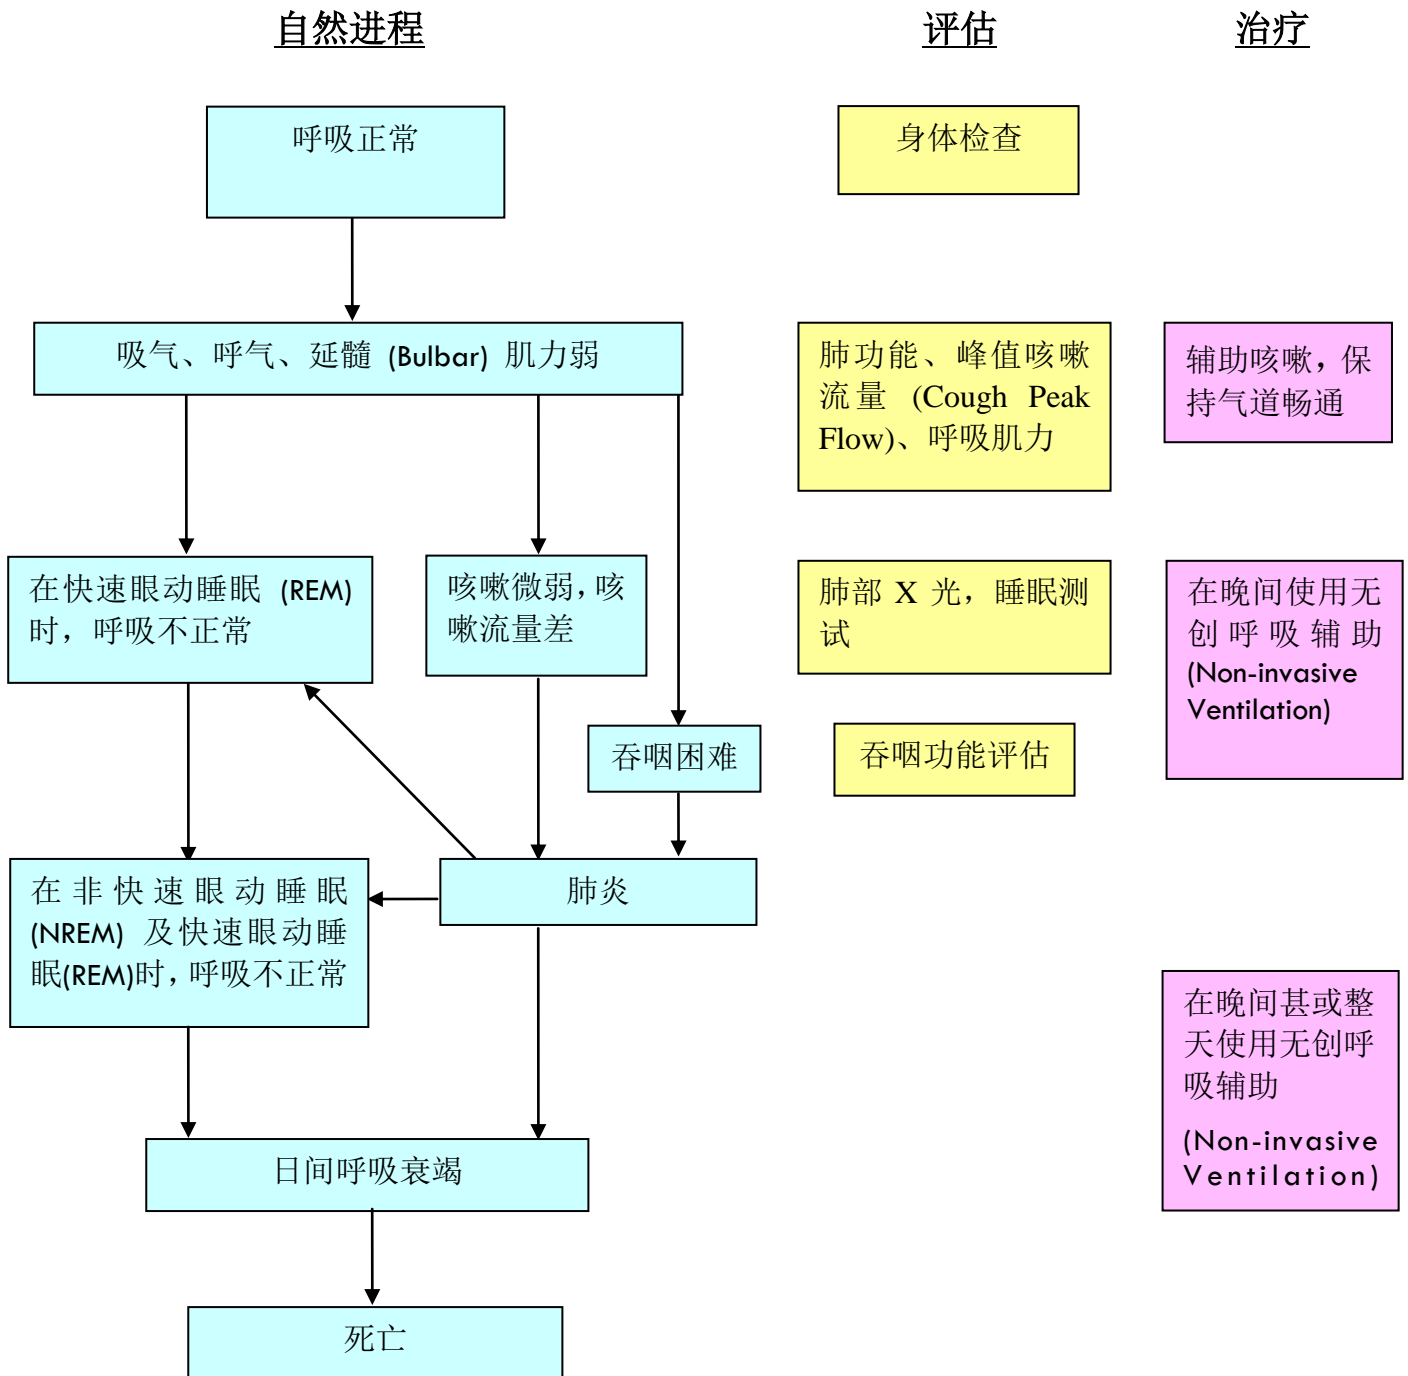 自然进程
评估
治疗
呼吸正常
身体检查
吸气、呼气、延髓 (Bulbar) 肌力弱
肺功能、峰值咳嗽
流量 (Cough Peak
Flow)、呼吸肌力
辅助咳嗽，保
持气道畅通
在快速眼动睡眠 (REM)
时，呼吸不正常
咳嗽微弱，咳
嗽流量差
肺部 X 光，睡眠测
试
在晚间使用无
创呼吸辅助
(Non-invasive
Ventilation)
吞咽困难
吞咽功能评估
在非快速眼动睡眠
(NREM) 及快速眼动睡
眠(REM)时，呼吸不正常
肺炎
在晚间甚或整
天使用无创呼
吸辅助
(Non-invasive
Ventilation)
日间呼吸衰竭
死亡